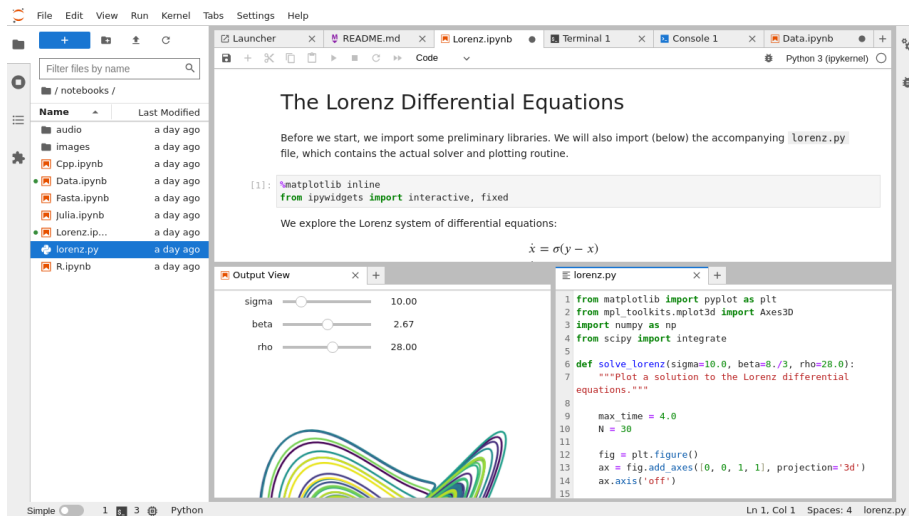 File Edit View Run Kernel Tabs Settings Help
+
Filter files by name
/ notebooks /
Name Last Modified
audio a day ago
images a day ago
Cpp.ipynb a day ago
Data.ipynb a day ago
Fasta.ipynb a day ago
Julia.ipynb a day ago
Lorenz.ip... a day ago
lorenz.py a day ago
R.ipynb a day ago
Launcher README.md Lorenz.ipynb Terminal 1 Console 1 Data.ipynb +
Code Python 3 (ipykernel)
The Lorenz Differential Equations
Before we start, we import some preliminary libraries. We will also import (below) the accompanying lorenz.py
file, which contains the actual solver and plotting routine.
[1]: %matplotlib inline
from ipywidgets import interactive, fixed
We explore the Lorenz system of differential equations:
ẋ = σ(y − x)
Output View +
sigma 10.00
beta 2.67
rho 28.00
lorenz.py +
1 from matplotlib import pyplot as plt
2 from mpl_toolkits.mplot3d import Axes3D
3 import numpy as np
4 from scipy import integrate
5
6 def solve_lorenz(sigma=10.0, beta=8./3, rho=28.0):
7 """Plot a solution to the Lorenz differential
equations."""
8
9 max_time = 4.0
10 N = 30
11
12 fig = plt.figure()
13 ax = fig.add_axes([0, 0, 1, 1], projection='3d')
14 ax.axis('off')
15
Simple 1 3 Python Ln 1, Col 1 Spaces: 4 lorenz.py